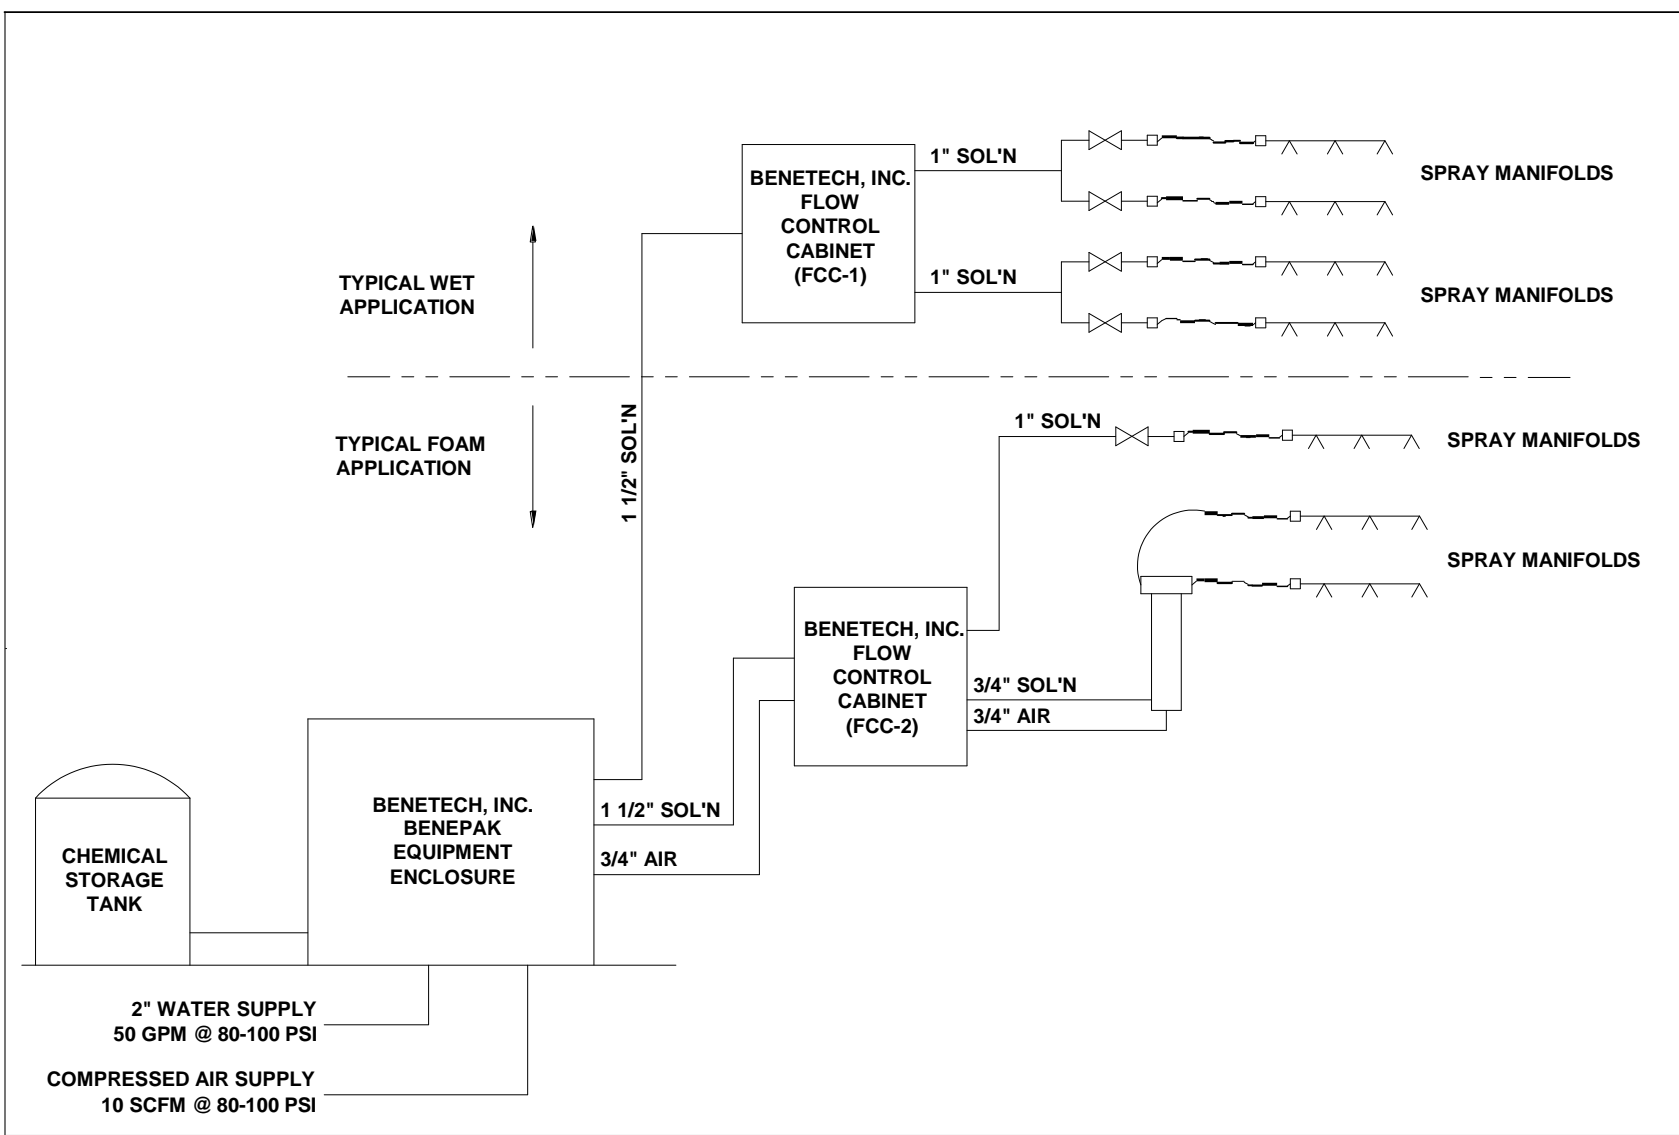 1" SOL'N
SPRAY MANIFOLDS
BENETECH, INC.
FLOW
CONTROL
CABINET
(FCC-1)
1" SOL'N
SPRAY MANIFOLDS
TYPICAL WET
APPLICATION
1 1/2" SOL'N
TYPICAL FOAM
APPLICATION
1" SOL'N
SPRAY MANIFOLDS
SPRAY MANIFOLDS
BENETECH, INC.
FLOW
CONTROL
CABINET
(FCC-2)
3/4" SOL'N
3/4" AIR
BENETECH, INC.
BENEPAK
EQUIPMENT
ENCLOSURE
1 1/2" SOL'N
3/4" AIR
CHEMICAL
STORAGE
TANK
2" WATER SUPPLY
50 GPM @ 80-100 PSI
COMPRESSED AIR SUPPLY
10 SCFM @ 80-100 PSI